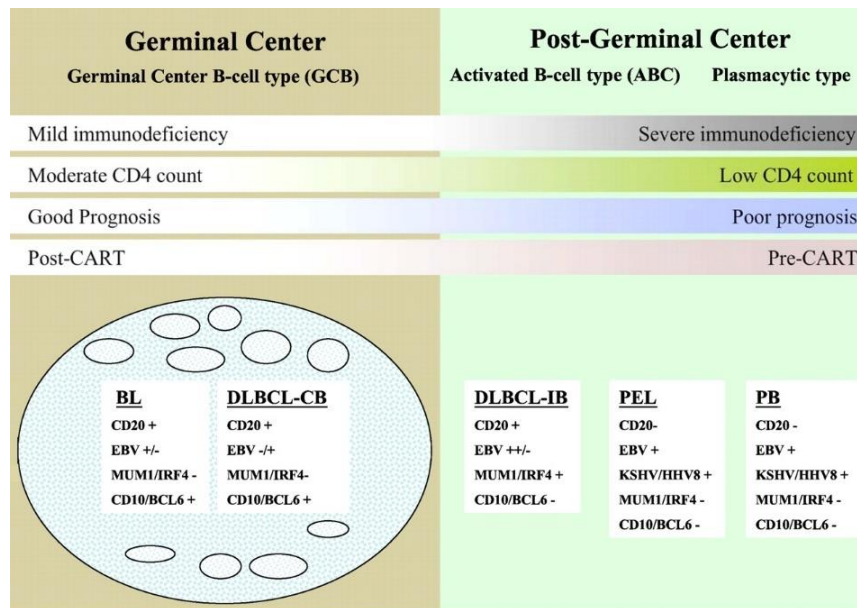 Germinal Center
Germinal Center B-cell type (GCB)
Post-Germinal Center
Activated B-cell type (ABC) Plasmacytic type
Mild immunodeficiency Severe immunodeficiency
Moderate CD4 count Low CD4 count
Good Prognosis Poor prognosis
Post-CART Pre-CART
BL
CD20 +
EBV +/-
MUM1/IRF4 -
CD10/BCL6 +
DLBCL-CB
CD20 +
EBV -/+
MUM1/IRF4-
CD10/BCL6 +
DLBCL-IB
CD20 +
EBV ++/-
MUM1/IRF4 +
CD10/BCL6 -
PEL
CD20-
EBV +
KSHV/HHV8 +
MUM1/IRF4 -
CD10/BCL6 -
PB
CD20 -
EBV +
KSHV/HHV8 +
MUM1/IRF4 -
CD10/BCL6 -